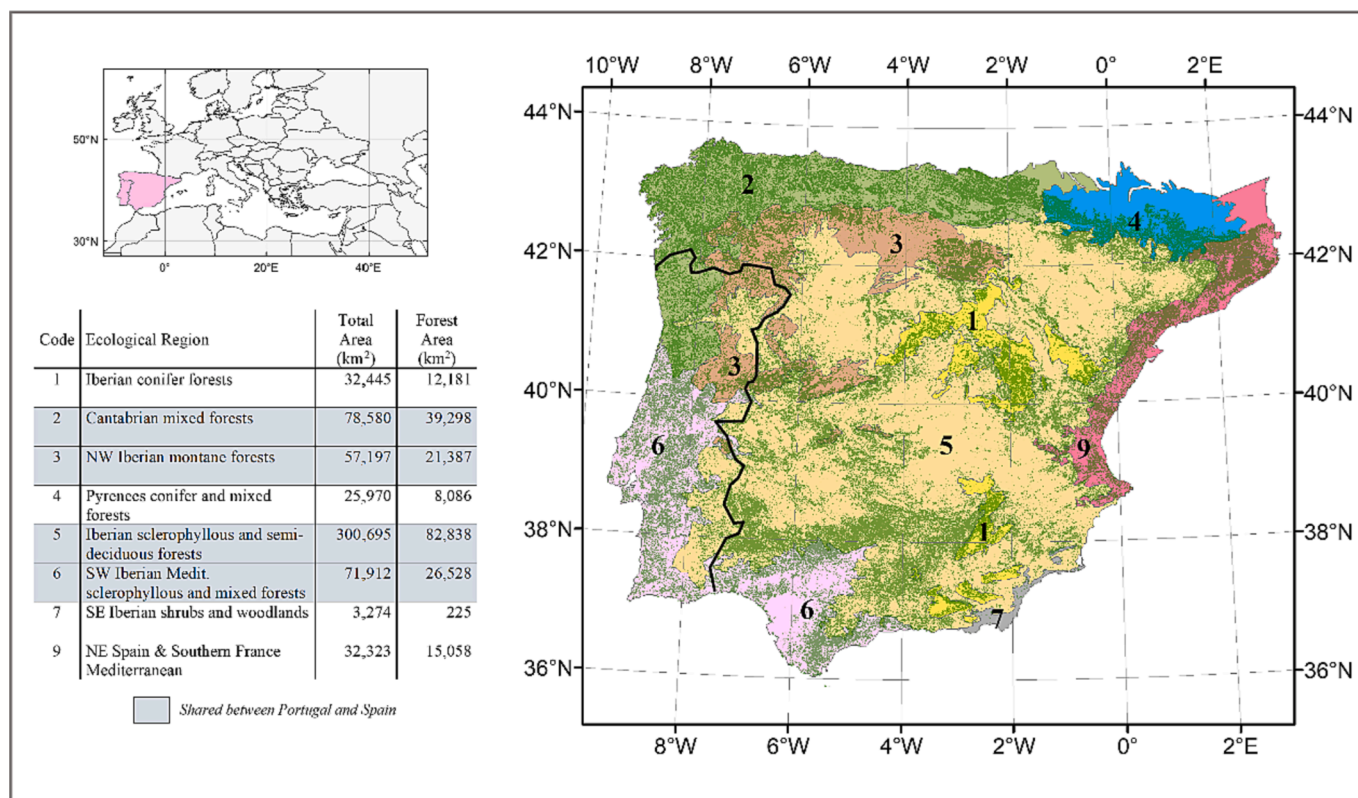 10°W 8°W 6°W 4°W 2°W 0° 2°E
44°N 44°N
42°N 42°N
40°N 40°N
38°N 38°N
36°N 36°N
8°W 6°W 4°W 2°W 0° 2°E
2
4
3
1
3
6
5
9
1
6
7
50°N
30°N
0° 20°E 40°E
Code Ecological Region Total Area (km²) Forest Area (km²)
1 Iberian conifer forests 32,445 12,181
2 Cantabrian mixed forests 78,580 39,298
3 NW Iberian montane forests 57,197 21,387
4 Pyrenees conifer and mixed 25,970 8,086
forests
5 Iberian sclerophyllous and semi- 300,695 82,838
deciduous forests
6 SW Iberian Medit. 71,912 26,528
sclerophyllous and mixed forests
7 SE Iberian shrubs and woodlands 3,274 225
9 NE Spain & Southern France 32,323 15,058
Mediterranean
Shared between Portugal and Spain